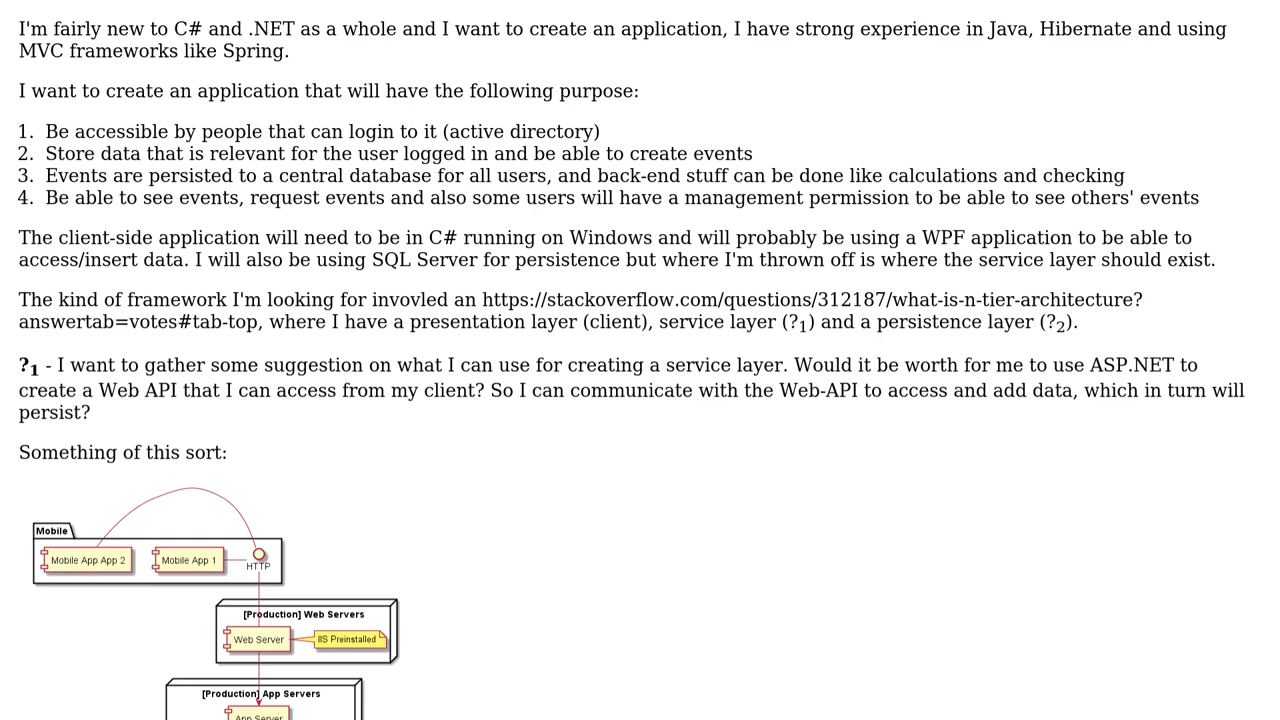 I'm fairly new to C# and .NET as a whole and I want to create an application, I have strong experience in Java, Hibernate and using
MVC frameworks like Spring.
I want to create an application that will have the following purpose:
1. Be accessible by people that can login to it (active directory)
2. Store data that is relevant for the user logged in and be able to create events
3. Events are persisted to a central database for all users, and back-end stuff can be done like calculations and checking
4. Be able to see events, request events and also some users will have a management permission to be able to see others' events
The client-side application will need to be in C# running on Windows and will probably be using a WPF application to be able to
access/insert data. I will also be using SQL Server for persistence but where I'm thrown off is where the service layer should exist.
The kind of framework I'm looking for invovled an https://stackoverflow.com/questions/312187/what-is-n-tier-architecture?
answertab=votes#tab-top, where I have a presentation layer (client), service layer (?1) and a persistence layer (?2).
?1 - I want to gather some suggestion on what I can use for creating a service layer. Would it be worth for me to use ASP.NET to
create a Web API that I can access from my client? So I can communicate with the Web-API to access and add data, which in turn will
persist?
Something of this sort:
Mobile
Mobile App App 2
Mobile App 1
HTTP
[Production] Web Servers
Web Server
IIS Preinstalled
[Production] App Servers
App Server